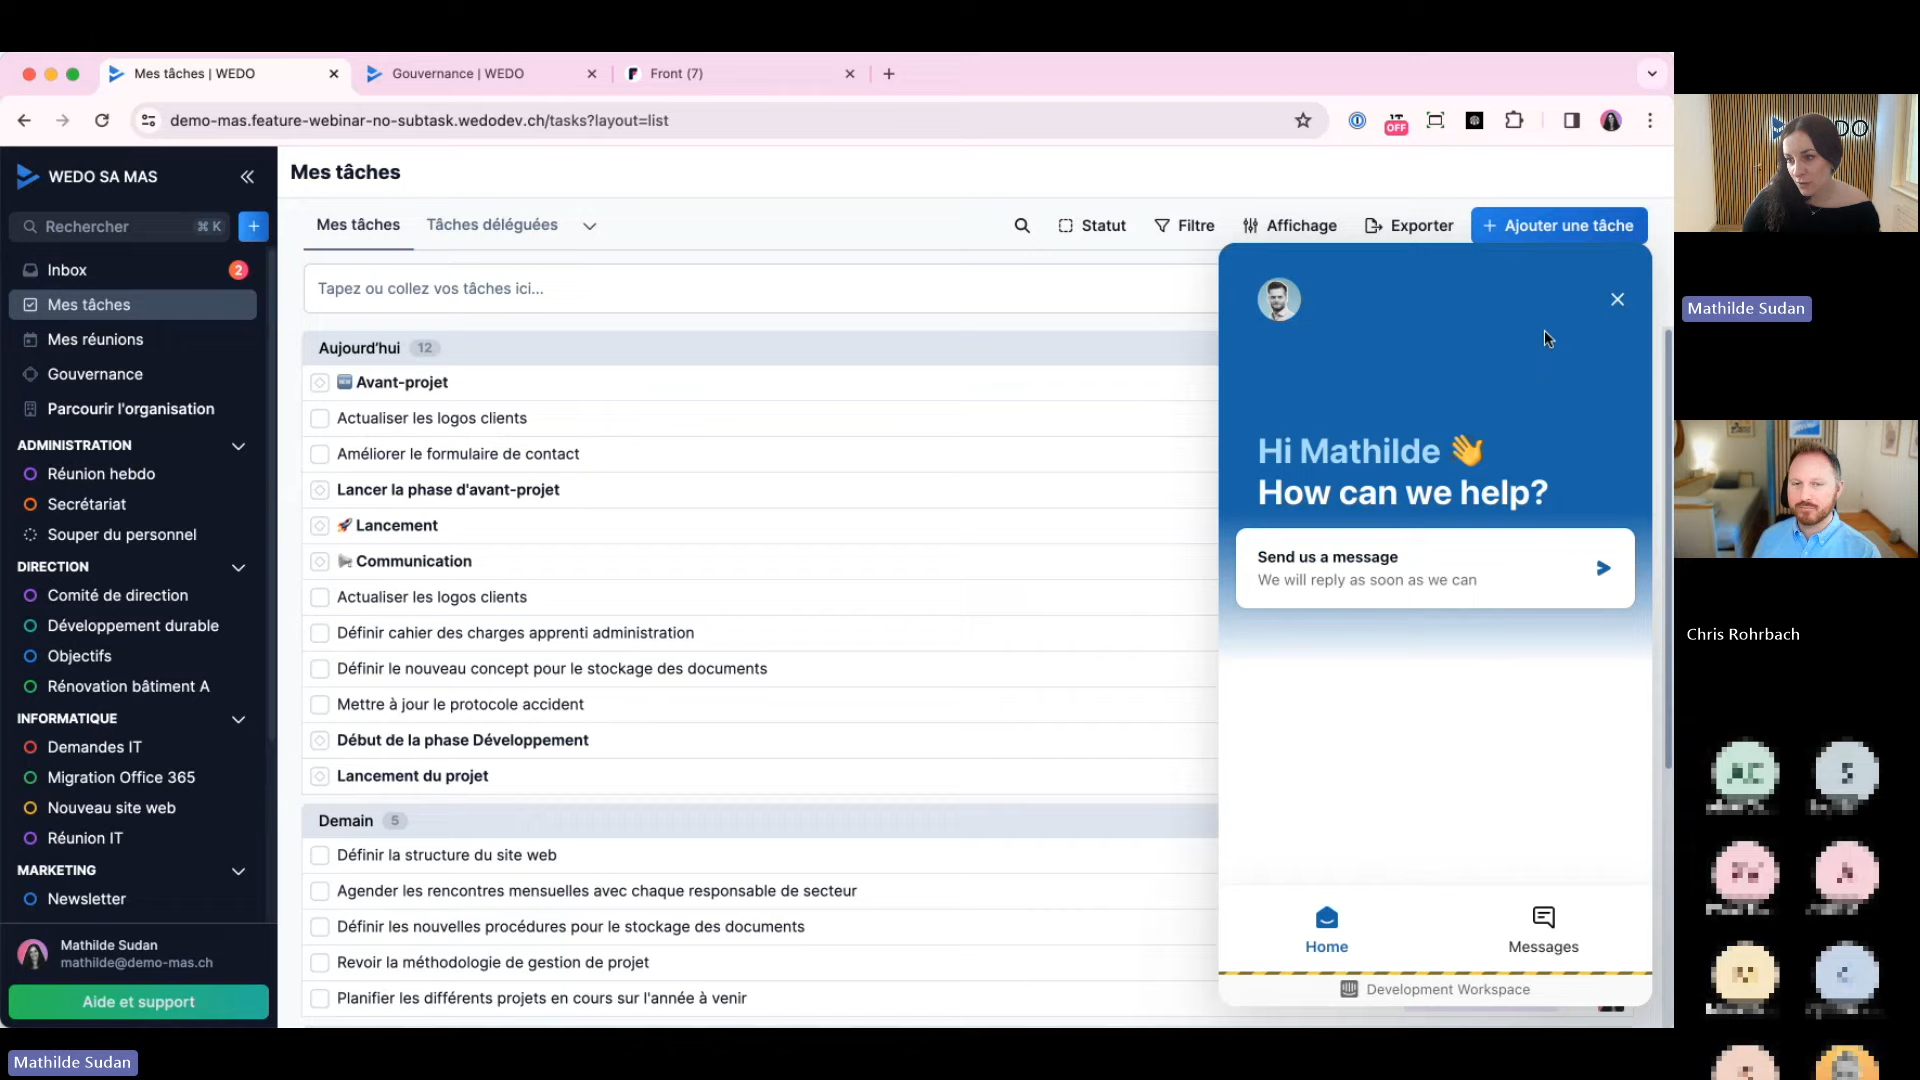 Mes tâches | WEDO
Gouvernance | WEDO
Front (7)
demo-mas.feature-webinar-no-subtask.wedodev.ch/tasks?layout=list
OFF
WEDO SA MAS
Rechercher
⌘ K
Inbox
2
Mes tâches
Mes réunions
Gouvernance
Parcourir l'organisation
ADMINISTRATION
Réunion hebdo
Secrétariat
Souper du personnel
DIRECTION
Comité de direction
Développement durable
Objectifs
Rénovation bâtiment A
INFORMATIQUE
Demandes IT
Migration Office 365
Nouveau site web
Réunion IT
MARKETING
Newsletter
Mathilde Sudan
mathilde@demo-mas.ch
Aide et support
Mes tâches
Mes tâches
Tâches déléguées
Statut
Filtre
Affichage
Exporter
+ Ajouter une tâche
Tapez ou collez vos tâches ici...
Aujourd'hui 12
Avant-projet
Actualiser les logos clients
Améliorer le formulaire de contact
Lancer la phase d'avant-projet
🚀 Lancement
Communication
Actualiser les logos clients
Définir cahier des charges apprenti administration
Définir le nouveau concept pour le stockage des documents
Mettre à jour le protocole accident
Début de la phase Développement
Lancement du projet
Demain 5
Définir la structure du site web
Agender les rencontres mensuelles avec chaque responsable de secteur
Définir les nouvelles procédures pour le stockage des documents
Revoir la méthodologie de gestion de projet
Planifier les différents projets en cours sur l'année à venir
Hi Mathilde 👋
How can we help?
Send us a message
We will reply as soon as we can
Home
Messages
Development Workspace
DO
Mathilde Sudan
Chris Rohrbach
Mathilde Sudan